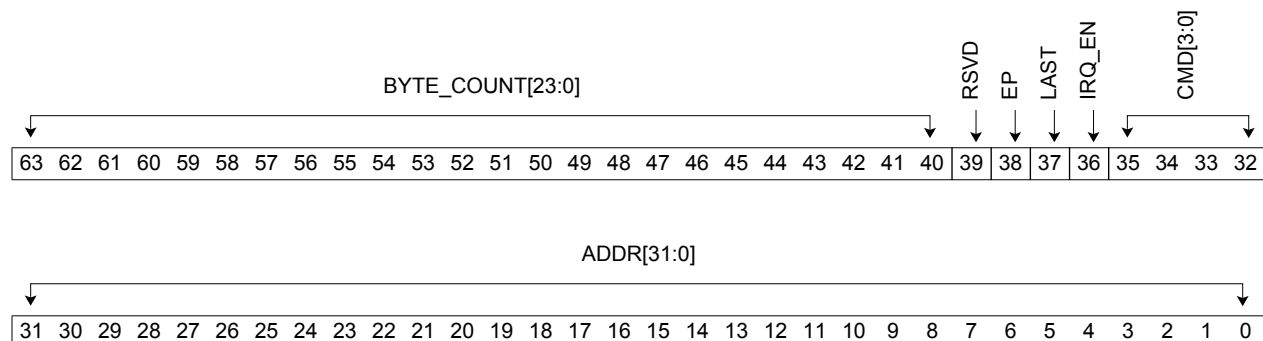 BYTE_COUNT[23:0]
RSVD
EP
LAST
IRQ_EN
CMD[3:0]
63 62 61 60 59 58 57 56 55 54 53 52 51 50 49 48 47 46 45 44 43 42 41 40 39 38 37 36 35 34 33 32
ADDR[31:0]
31 30 29 28 27 26 25 24 23 22 21 20 19 18 17 16 15 14 13 12 11 10 9 8 7 6 5 4 3 2 1 0